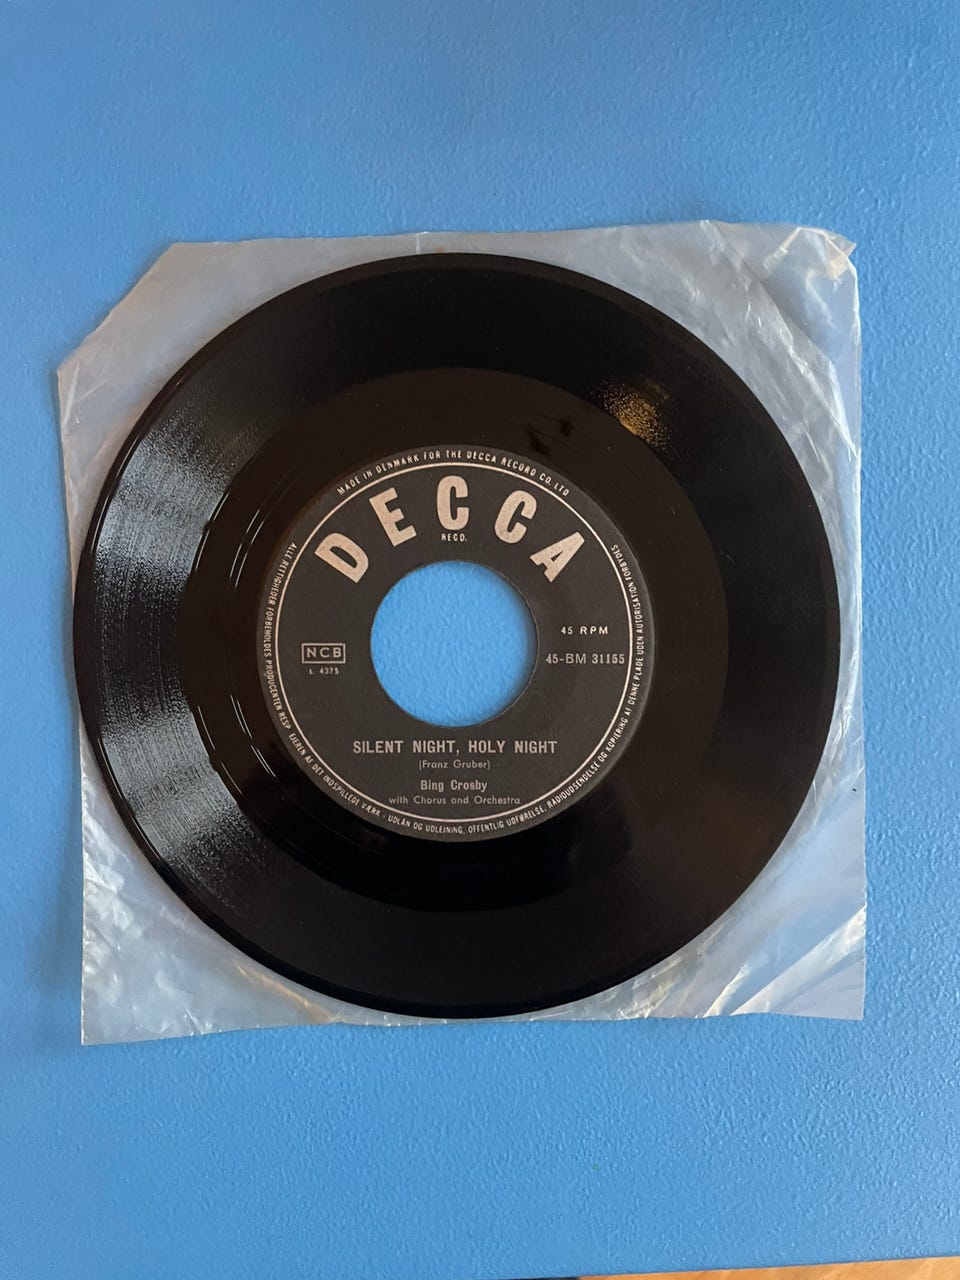 MADE IN DENMARK FOR THE DECCA RECORD CO. LTD
DECCA
REGD.
45 RPM
NCB
45-BM 31155
L 4375
SILENT NIGHT, HOLY NIGHT
(Franz Gruber)
Bing Crosby
with Chorus and Orchestra
ALLE RETTIGHEDER FORBEHOLDES PRODUCENTEN RESP. EJEREN AF DET INDSPILLEDE VÆRK - UDLÅN OG UDLEJNING, OFFENTLIG UDFØRELSE, RADIOUDSENDELSE OG KOPIERING AF DENNE PLADE UDEN AUTORISATION FORBYDES